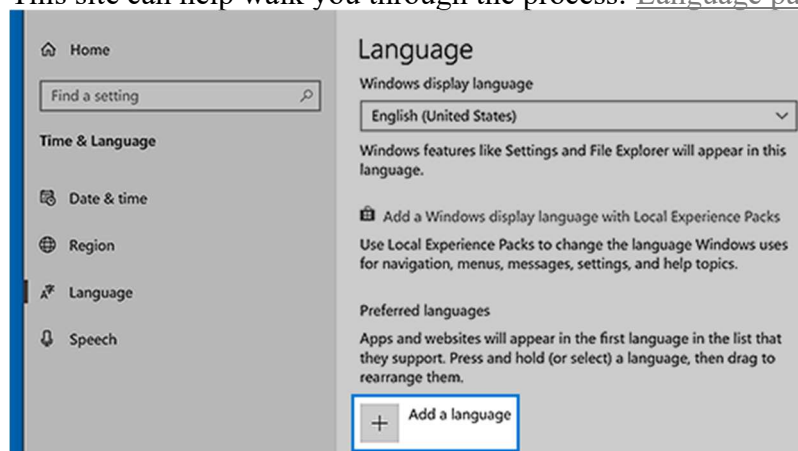 This site can help walk you through the process:
Home
Find a setting
Time & Language
Date & time
Region
Language
Speech
Language
Windows display language
English (United States)
Windows features like Settings and File Explorer will appear in this
language.
Add a Windows display language with Local Experience Packs
Use Local Experience Packs to change the language Windows uses
for navigation, menus, messages, settings, and help topics.
Preferred languages
Apps and websites will appear in the first language in the list that
they support. Press and hold (or select) a language, then drag to
rearrange them.
Add a language